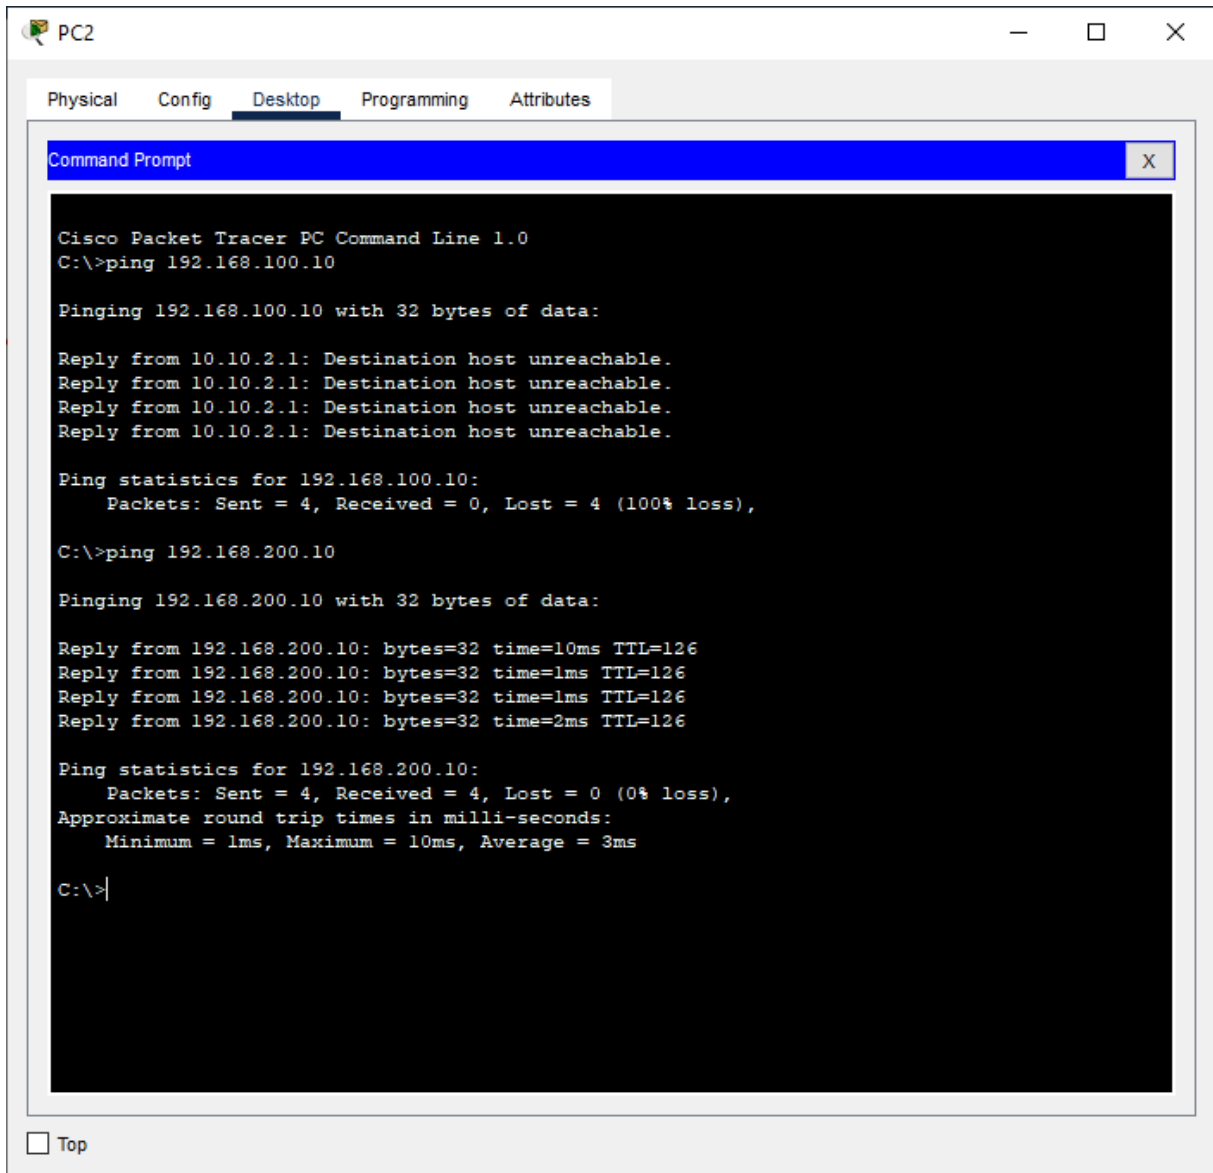 PC2
Physical Config Desktop Programming Attributes
Command Prompt X
Cisco Packet Tracer PC Command Line 1.0
C:\>ping 192.168.100.10
Pinging 192.168.100.10 with 32 bytes of data:
Reply from 10.10.2.1: Destination host unreachable.
Reply from 10.10.2.1: Destination host unreachable.
Reply from 10.10.2.1: Destination host unreachable.
Reply from 10.10.2.1: Destination host unreachable.
Ping statistics for 192.168.100.10:
    Packets: Sent = 4, Received = 0, Lost = 4 (100% loss),
C:\>ping 192.168.200.10
Pinging 192.168.200.10 with 32 bytes of data:
Reply from 192.168.200.10: bytes=32 time=10ms TTL=126
Reply from 192.168.200.10: bytes=32 time=1ms TTL=126
Reply from 192.168.200.10: bytes=32 time=1ms TTL=126
Reply from 192.168.200.10: bytes=32 time=2ms TTL=126
Ping statistics for 192.168.200.10:
    Packets: Sent = 4, Received = 4, Lost = 0 (0% loss),
Approximate round trip times in milli-seconds:
    Minimum = 1ms, Maximum = 10ms, Average = 3ms
C:\>
Top